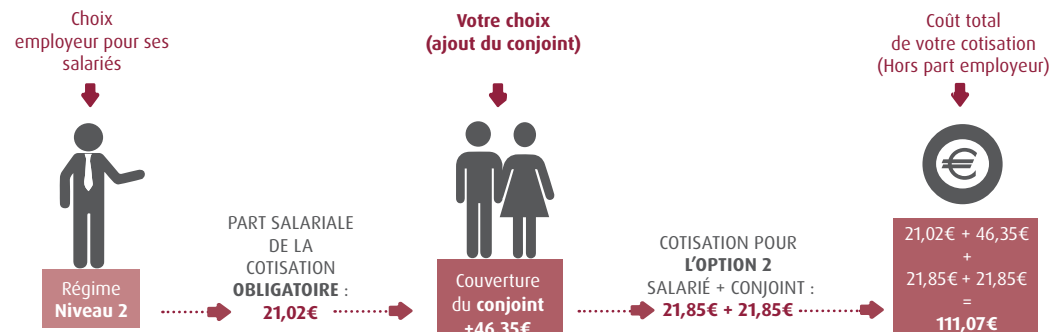 Choix
employeur pour ses
salariés
Votre choix
(ajout du conjoint)
Coût total
de votre cotisation
(Hors part employeur)
Régime
Niveau 2
PART SALARIALE
DE LA
COTISATION
OBLIGATOIRE :
21,02€
Couverture
du conjoint
+46,35€
COTISATION POUR
L'OPTION 2
SALARIÉ + CONJOINT :
21,85€ + 21,85€
€
21,02€ + 46,35€
+
21,85€ + 21,85€
=
111,07€